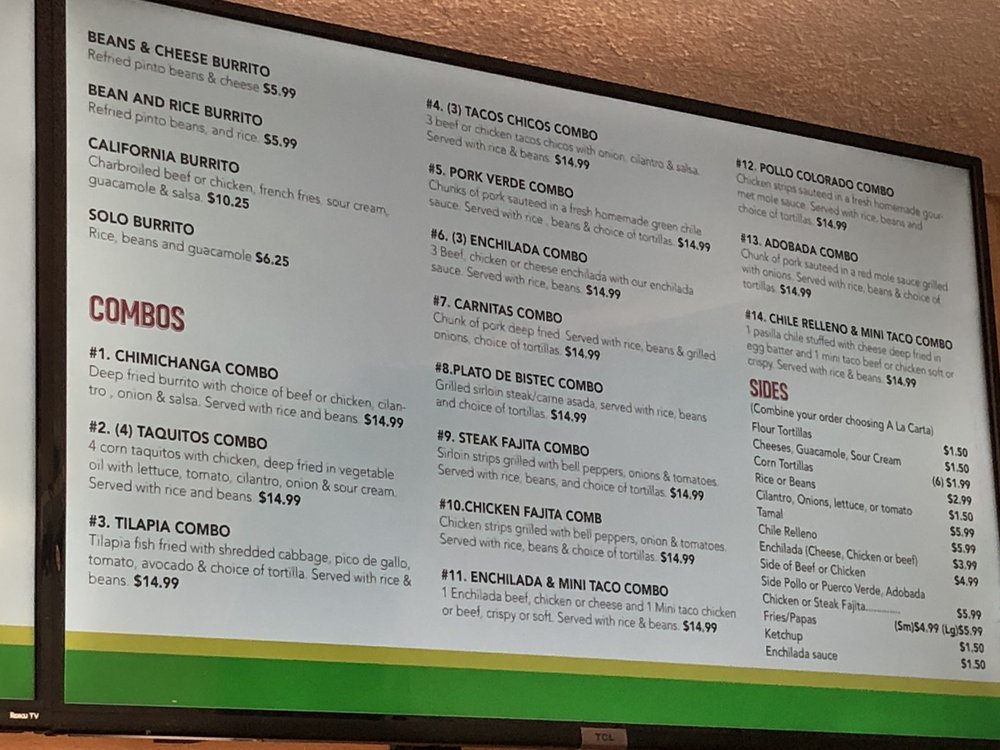 BEANS & CHEESE BURRITO
Refried pinto beans & cheese $5.99
BEAN AND RICE BURRITO
Refried pinto beans, and rice. $5.99
CALIFORNIA BURRITO
Charbroiled beef or chicken, french fries, sour cream,
guacamole & salsa. $10.25
SOLO BURRITO
Rice, beans and guacamole $6.25
COMBOS
#1. CHIMICHANGA COMBO
Deep fried burrito with choice of beef or chicken, cilan-
tro , onion & salsa. Served with rice and beans. $14.99
#2. (4) TAQUITOS COMBO
4 corn taquitos with chicken, deep fried in vegetable
oil with lettuce, tomato, cilantro, onion & sour cream.
Served with rice and beans $14.99
#3. TILAPIA COMBO
Tilapia fish fried with shredded cabbage, pico de gallo,
tomato, avocado & choice of tortilla. Served with rice &
beans. $14.99
#4. (3) TACOS CHICOS COMBO
3 beef or chicken tacos chicos with onion, cilantro & salsa.
Served with rice & beans. $14.99
#5. PORK VERDE COMBO
Chunks of pork sauteed in a fresh homemade green chile
sauce. Served with rice , beans & choice of tortillas. $14.99
#6. (3) ENCHILADA COMBO
3 Beef, chicken or cheese enchilada with our enchilada
sauce. Served with rice, beans. $14.99
#7. CARNITAS COMBO
Chunk of pork deep fried. Served with rice, beans & grilled
onions, choice of tortillas. $14.99
#8.PLATO DE BISTEC COMBO
Grilled sirloin steak/carne asada, served with rice, beans
and choice of tortillas. $14.99
#9. STEAK FAJITA COMBO
Sirloin strips grilled with bell peppers, onions & tomatoes.
Served with rice, beans, and choice of tortillas. $14.99
#10.CHICKEN FAJITA COMB
Chicken strips grilled with bell peppers, onion & tomatoes.
Served with rice, beans & choice of tortillas. $14.99
#11. ENCHILADA & MINI TACO COMBO
1 Enchilada beef, chicken or cheese and 1 Mini taco chicken
or beef, crispy or soft. Served with rice & beans. $14.99
#12. POLLO COLORADO COMBO
Chicken strips sauteed in a fresh homemade gour-
met mole sauce. Served with rice, beans and
choice of tortillas. $14.99
#13. ADOBADA COMBO
Chunk of pork sauteed in a red mole sauce grilled
with onions. Served with rice, beans & choice of
tortillas. $14.99
#14. CHILE RELLENO & MINI TACO COMBO
1 pasilla chile stuffed with cheese deep fried in
egg batter and 1 mini taco beef or chicken soft or
crispy. Served with rice & beans. $14.99
SIDES
(Combine your order choosing A La Carta)
Flour Tortillas $1.50
Cheeses, Guacamole, Sour Cream $1.50
Corn Tortillas (6) $1.99
Rice or Beans $2.99
Cilantro, Onions, lettuce, or tomato $1.50
Tamal $5.99
Chile Relleno $5.99
Enchilada (Cheese, Chicken or beef) $3.99
Side of Beef or Chicken $4.99
Side Pollo or Puerco Verde, Adobada
Chicken or Steak Fajita............. $5.99
Fries/Papas (Sm)$4.99 (Lg)$5.99
Ketchup $1.50
Enchilada sauce $1.50
Roku TV
TCL